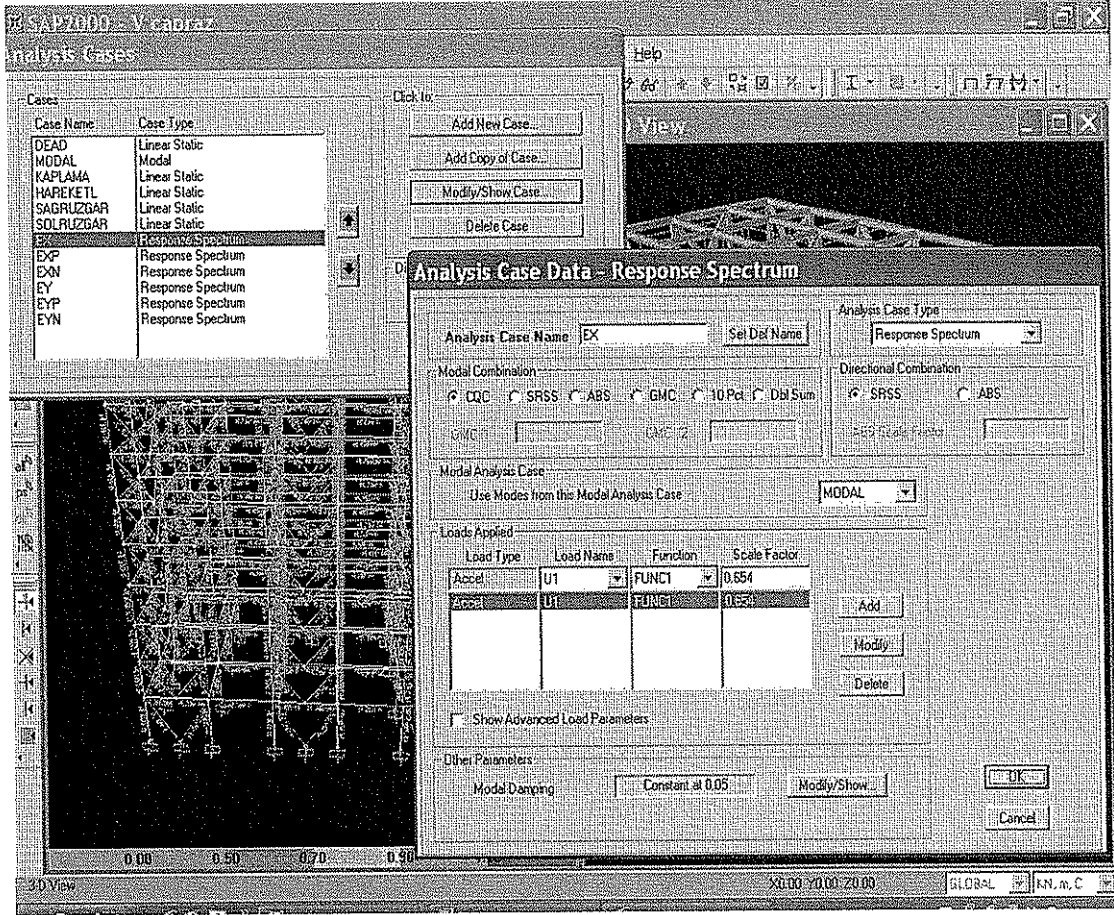 SAP2000 - V capraz
Analysis Cases
Help
Cases
Case Name Case Type
DEAD Linear Static
MODAL Modal
KAPLAMA Linear Static
HAREKETL Linear Static
SAGRUZGAR Linear Static
SOLRUZGAR Linear Static
EX Response Spectrum
EXP Response Spectrum
EXN Response Spectrum
EY Response Spectrum
EYP Response Spectrum
EYN Response Spectrum
Click to:
Add New Case...
Add Copy of Case...
Modify/Show Case...
Delete Case
View
Analysis Case Data - Response Spectrum
Analysis Case Name EX Set Def Name
Analysis Case Type
Response Spectrum
Modal Combination
CQC SRSS ABS GMC 10 Pct Dbl Sum
GMC f1 GMC f2
Directional Combination
SRSS ABS
ABS Scale Factor
Modal Analysis Case
Use Modes from this Modal Analysis Case MODAL
Loads Applied
Load Type Load Name Function Scale Factor
Accel U1 FUNC1 0.654
Accel U1 FUNC1 0.654
Add
Modify
Delete
Show Advanced Load Parameters
Other Parameters
Modal Damping Constant at 0.05 Modify/Show...
OK
Cancel
0.00 0.50 0.70 0.90
3-D View X0.00 Y0.00 Z0.00 GLOBAL KN, m, C